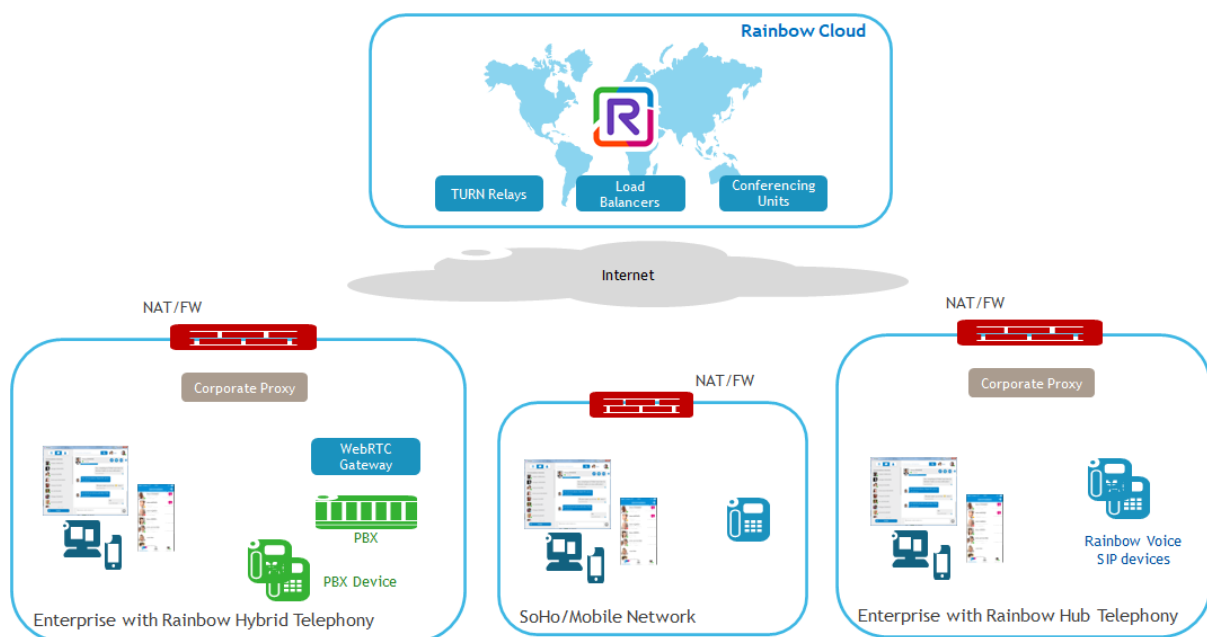 Rainbow Cloud
R
TURN Relays
Load
Balancers
Conferencing
Units
Internet
NAT/FW
NAT/FW
NAT/FW
Corporate Proxy
Corporate Proxy
WebRTC
Gateway
PBX
PBX Device
Rainbow Voice
SIP devices
Enterprise with Rainbow Hybrid Telephony
SoHo/Mobile Network
Enterprise with Rainbow Hub Telephony